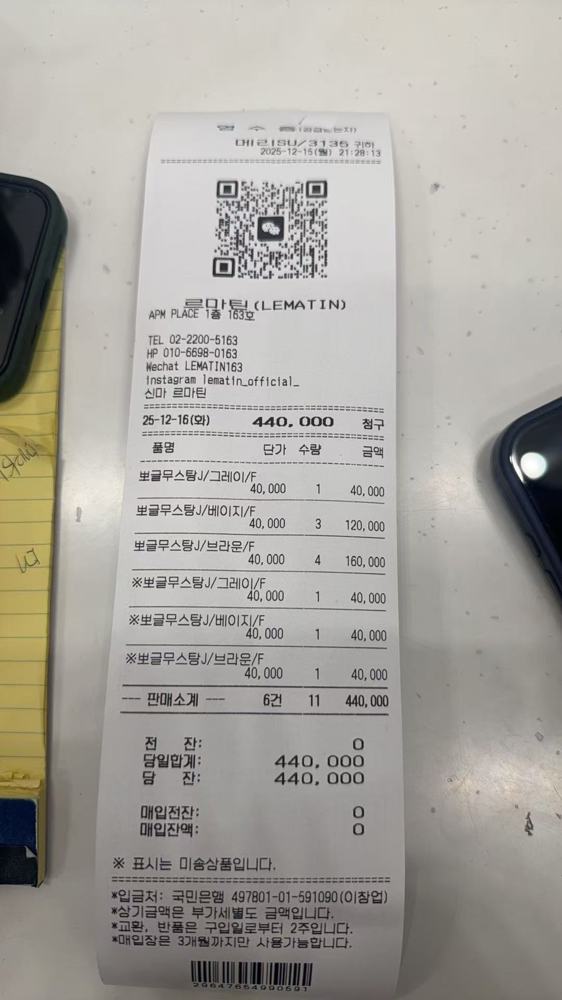 영 수 증(공급받는자)
메리ISU/3135 귀하
2025-12-15(월) 21:28:13
르마틴(LEMATIN)
APM PLACE 1층 163호
TEL 02-2200-5163
HP 010-6698-0163
Wechat LEMATIN163
instagram lematin_official_
신마 르마틴
25-12-16(화) 440,000 청구
품명 단가 수량 금액
뽀글무스탕J/그레이/F
40,000 1 40,000
뽀글무스탕J/베이지/F
40,000 3 120,000
뽀글무스탕J/브라운/F
40,000 4 160,000
※뽀글무스탕J/그레이/F
40,000 1 40,000
※뽀글무스탕J/베이지/F
40,000 1 40,000
※뽀글무스탕J/브라운/F
40,000 1 40,000
--- 판매소계 --- 6건 11 440,000
전 잔: 0
당일합계: 440,000
당 잔: 440,000
매입전잔: 0
매입잔액: 0
※ 표시는 미송상품입니다.
*입금처: 국민은행 497801-01-591090(이창업)
*상기금액은 부가세별도 금액입니다.
*교환, 반품은 구입일로부터 2주입니다.
*매입장은 3개월까지만 사용가능합니다.
29647654990591